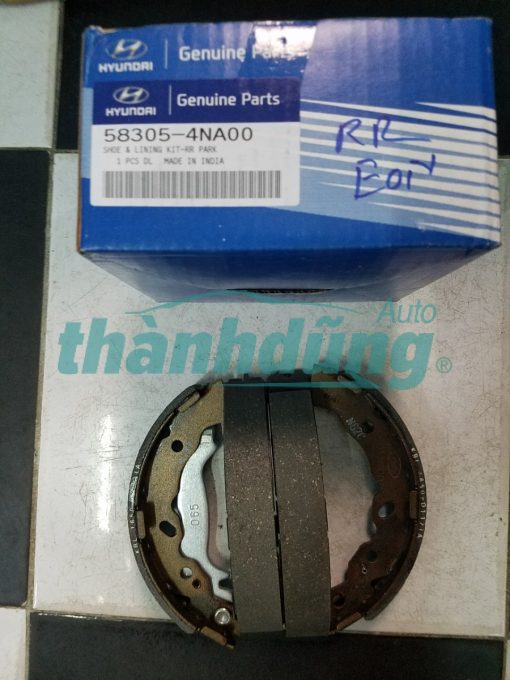 HYUNDAI
Genuine Parts
HYUNDAI
Genuine Parts
58305-4NA00
SHOE & LINING KIT-RR PARK
1 PCS DL MADE IN INDIA
RR
EON
Auto
thànhdũng®
065